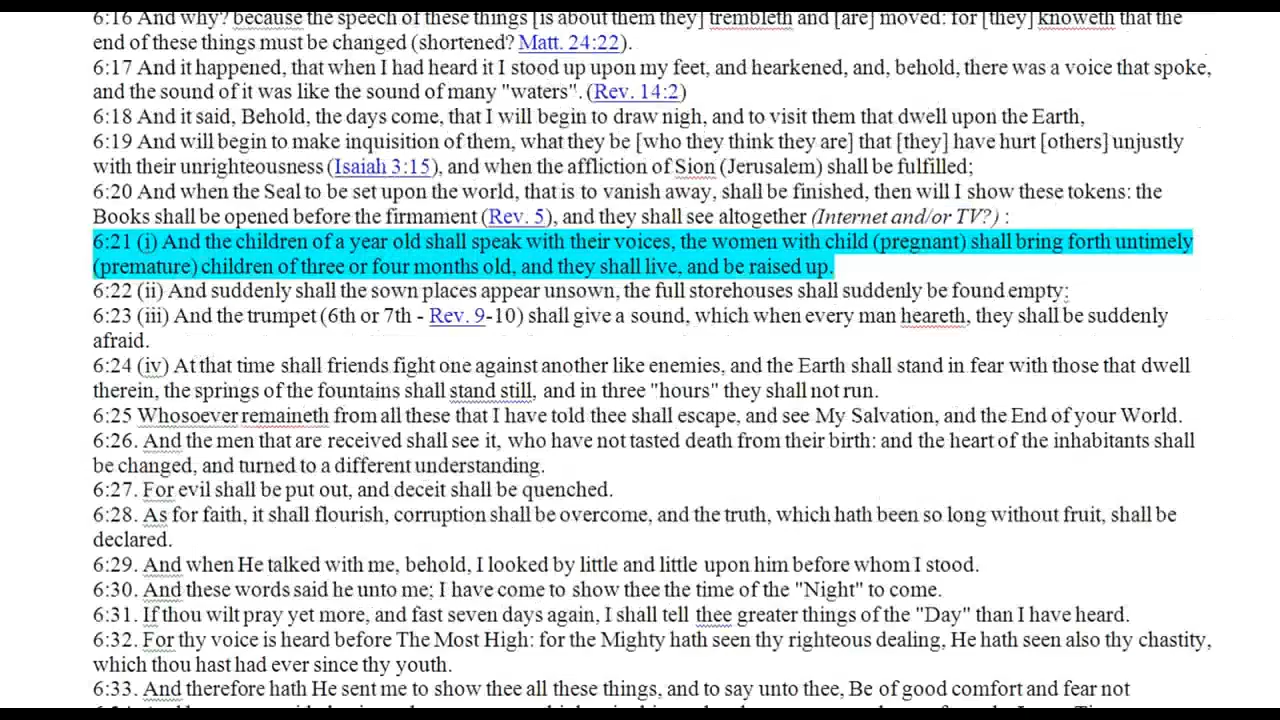 6:16 And why? because the speech of these things [is about them they] trembleth and [are] moved: for [they] knoweth that the
end of these things must be changed (shortened? Matt. 24:22).
6:17 And it happened, that when I had heard it I stood up upon my feet, and hearkened, and, behold, there was a voice that spoke,
and the sound of it was like the sound of many "waters". (Rev. 14:2)
6:18 And it said, Behold, the days come, that I will begin to draw nigh, and to visit them that dwell upon the Earth,
6:19 And will begin to make inquisition of them, what they be [who they think they are] that [they] have hurt [others] unjustly
with their unrighteousness (Isaiah 3:15), and when the affliction of Sion (Jerusalem) shall be fulfilled;
6:20 And when the Seal to be set upon the world, that is to vanish away, shall be finished, then will I show these tokens: the
Books shall be opened before the firmament (Rev. 5), and they shall see altogether (Internet and/or TV?) :
6:21 (i) And the children of a year old shall speak with their voices, the women with child (pregnant) shall bring forth untimely
(premature) children of three or four months old, and they shall live, and be raised up.
6:22 (ii) And suddenly shall the sown places appear unsown, the full storehouses shall suddenly be found empty:
6:23 (iii) And the trumpet (6th or 7th - Rev. 9-10) shall give a sound, which when every man heareth, they shall be suddenly
afraid.
6:24 (iv) At that time shall friends fight one against another like enemies, and the Earth shall stand in fear with those that dwell
therein, the springs of the fountains shall stand still, and in three "hours" they shall not run.
6:25 Whosoever remaineth from all these that I have told thee shall escape, and see My Salvation, and the End of your World.
6:26. And the men that are received shall see it, who have not tasted death from their birth: and the heart of the inhabitants shall
be changed, and turned to a different understanding.
6:27. For evil shall be put out, and deceit shall be quenched.
6:28. As for faith, it shall flourish, corruption shall be overcome, and the truth, which hath been so long without fruit, shall be
declared.
6:29. And when He talked with me, behold, I looked by little and little upon him before whom I stood.
6:30. And these words said he unto me; I have come to show thee the time of the "Night" to come.
6:31. If thou wilt pray yet more, and fast seven days again, I shall tell thee greater things of the "Day" than I have heard.
6:32. For thy voice is heard before The Most High: for the Mighty hath seen thy righteous dealing, He hath seen also thy chastity,
which thou hast had ever since thy youth.
6:33. And therefore hath He sent me to show thee all these things, and to say unto thee, Be of good comfort and fear not